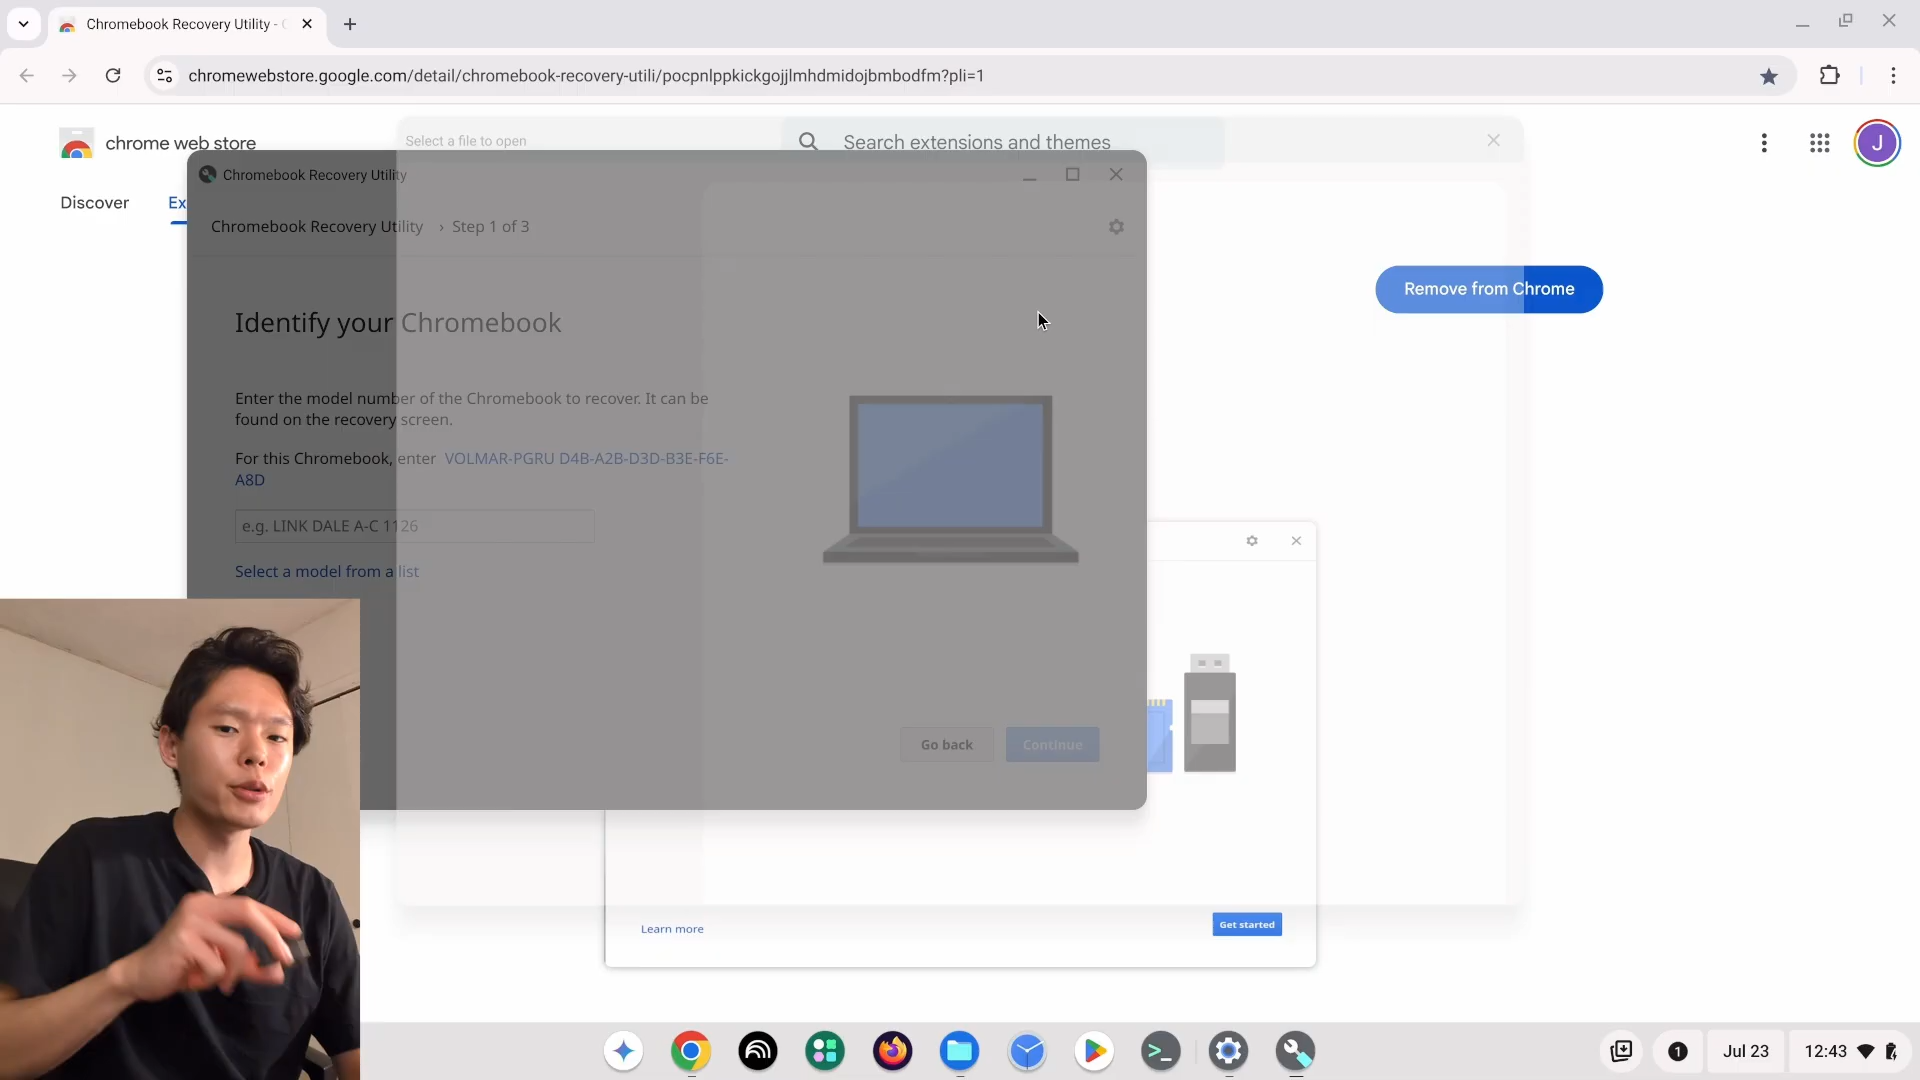 Chromebook Recovery Utility -
chromewebstore.google.com/detail/chromebook-recovery-utili/pocpnlppkickgojjlmhdmidojbmbodfm?pli=1
chrome web store
Select a file to open
Search extensions and themes
J
Discover
Ex
Remove from Chrome
Chromebook Recovery Utility
Chromebook Recovery Utility › Step 1 of 3
Identify your Chromebook
Enter the model number of the Chromebook to recover. It can be
found on the recovery screen.
For this Chromebook, enter VOLMAR-PGRU D4B-A2B-D3D-B3E-F6E-
A8D
e.g. LINK DALE A-C 1126
Select a model from a list
Go back
Continue
Learn more
Get started
1
Jul 23
12:43